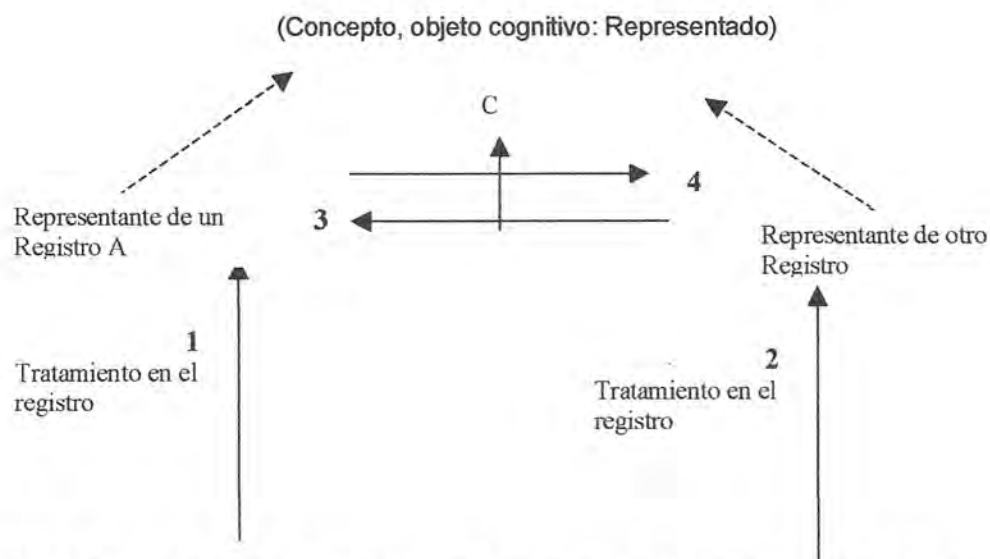 (Concepto, objeto cognitivo: Representado)
C
4
3
Representante de un
Registro A
Representante de otro
Registro
1
Tratamiento en el
registro
2
Tratamiento en el
registro